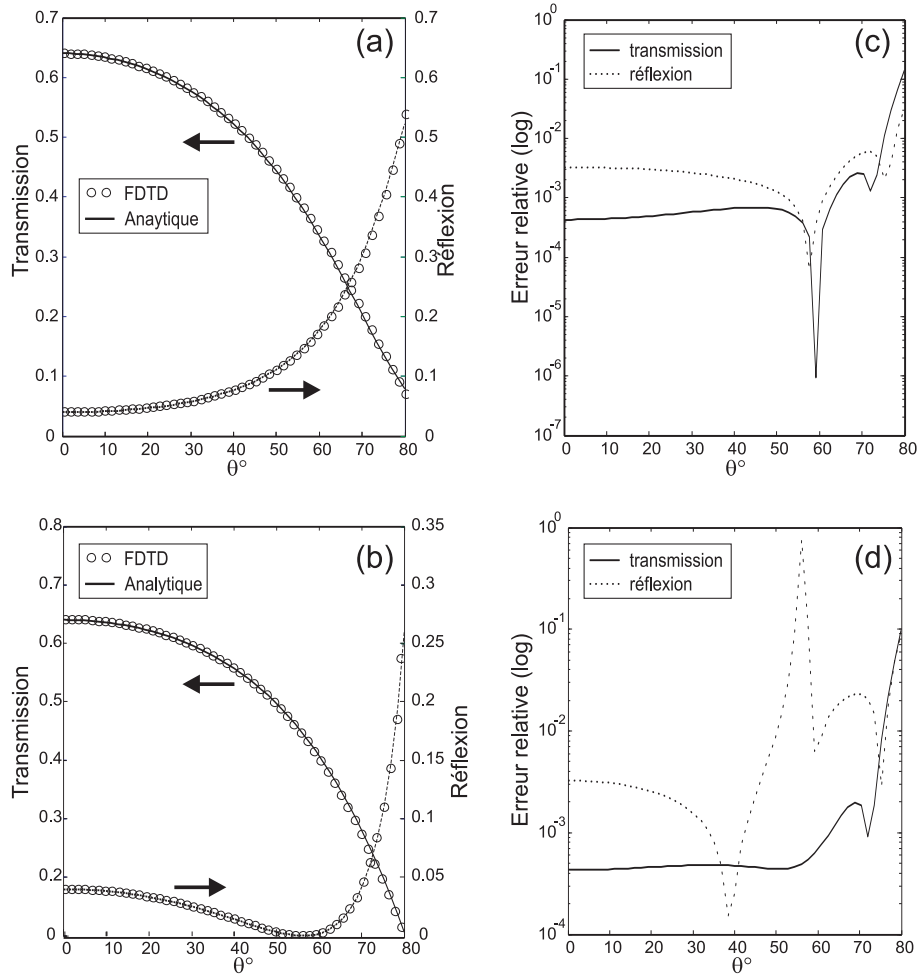 (a)
0.7
0.6
0.5
0.4
0.3
0.2
0.1
0
Transmission
FDTD
Anaytique
0.7
0.6
0.5
0.4
0.3
0.2
0.1
0
Réflexion
0 10 20 30 40 50 60 70 80
θ°
(c)
transmission
réflexion
10^0
10^-1
10^-2
10^-3
10^-4
10^-5
10^-6
10^-7
Erreur relative (log)
0 10 20 30 40 50 60 70 80
θ°
(b)
0.8
0.7
0.6
0.5
0.4
0.3
0.2
0.1
0
Transmission
FDTD
Analytique
0.35
0.3
0.25
0.2
0.15
0.1
0.05
0
Réflexion
0 10 20 30 40 50 60 70 80
θ°
(d)
transmission
réflexion
10^0
10^-1
10^-2
10^-3
10^-4
Erreur relative (log)
0 10 20 30 40 50 60 70 80
θ°